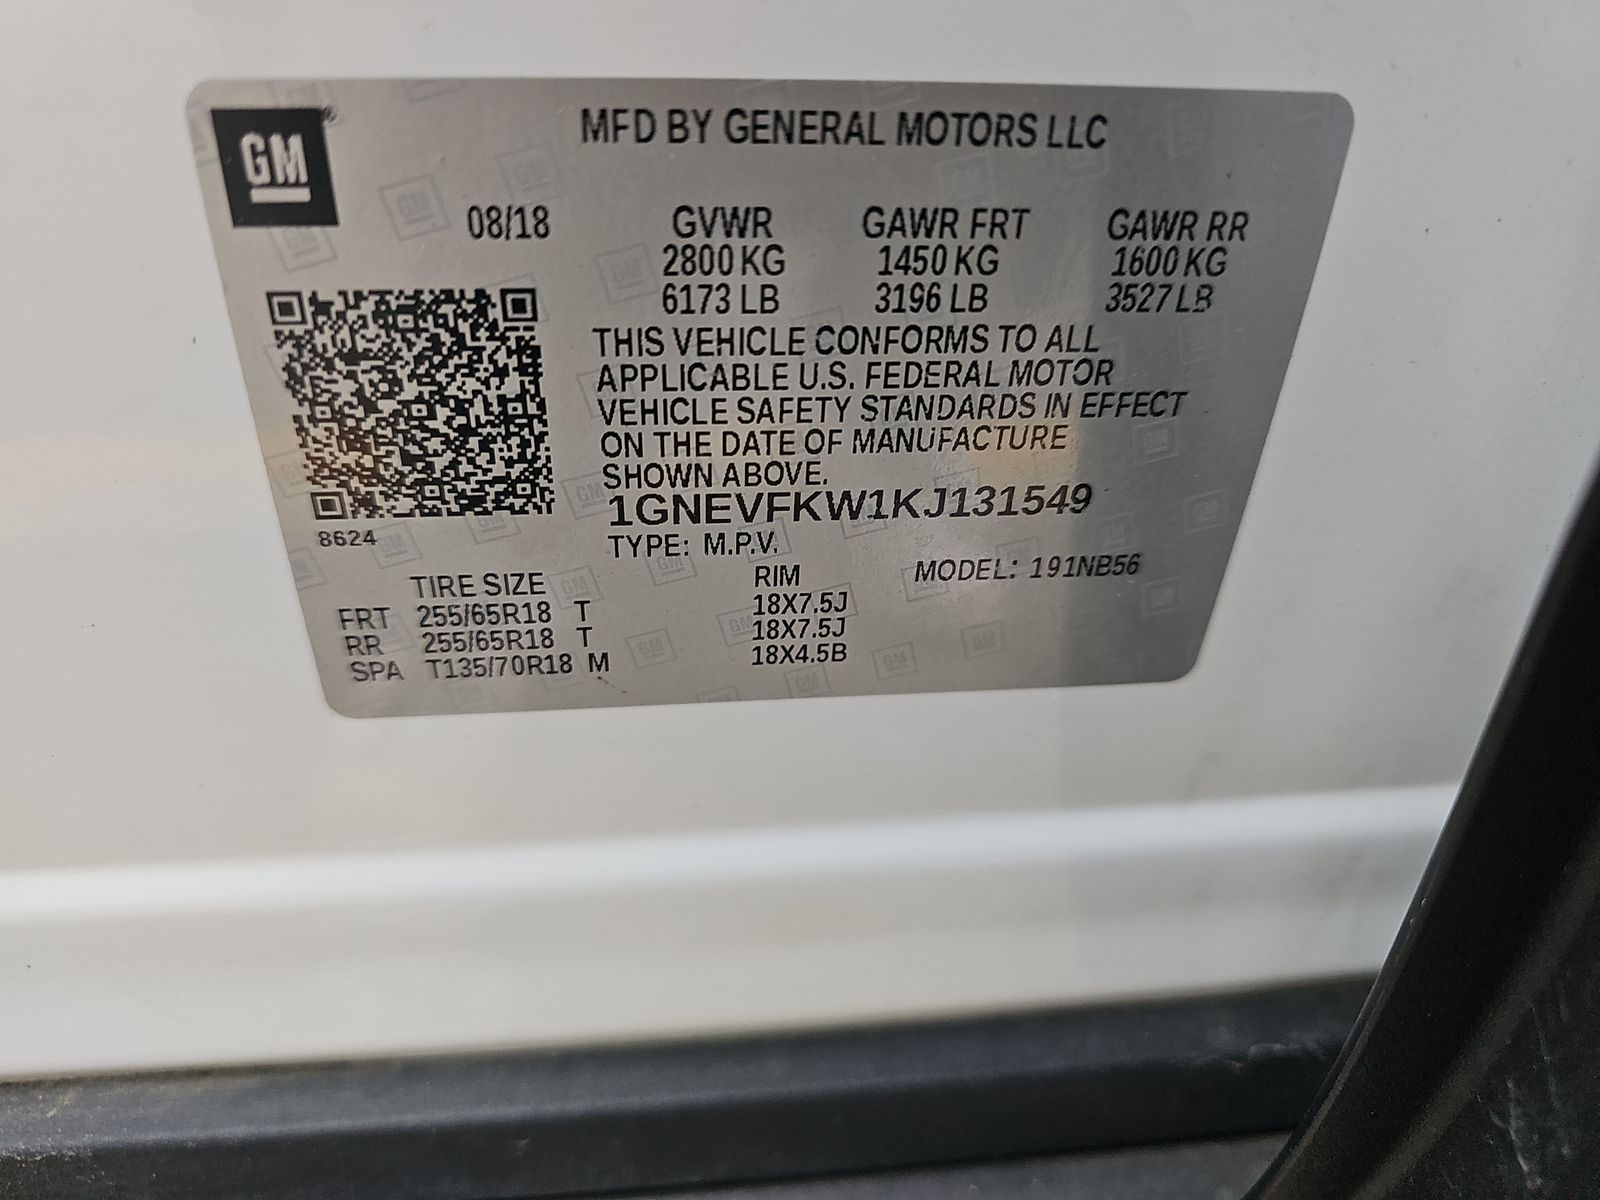 GM
MFD BY GENERAL MOTORS LLC
08/18 GVWR GAWR FRT GAWR RR
2800 KG 1450 KG 1600 KG
6173 LB 3196 LB 3527 LB
THIS VEHICLE CONFORMS TO ALL
APPLICABLE U.S. FEDERAL MOTOR
VEHICLE SAFETY STANDARDS IN EFFECT
ON THE DATE OF MANUFACTURE
SHOWN ABOVE.
1GNEVFKW1KJ131549
8624
TYPE: M.P.V. MODEL: 191NB56
TIRE SIZE RIM
FRT 255/65R18 T 18X7.5J
RR 255/65R18 T 18X7.5J
SPA T135/70R18 M 18X4.5B